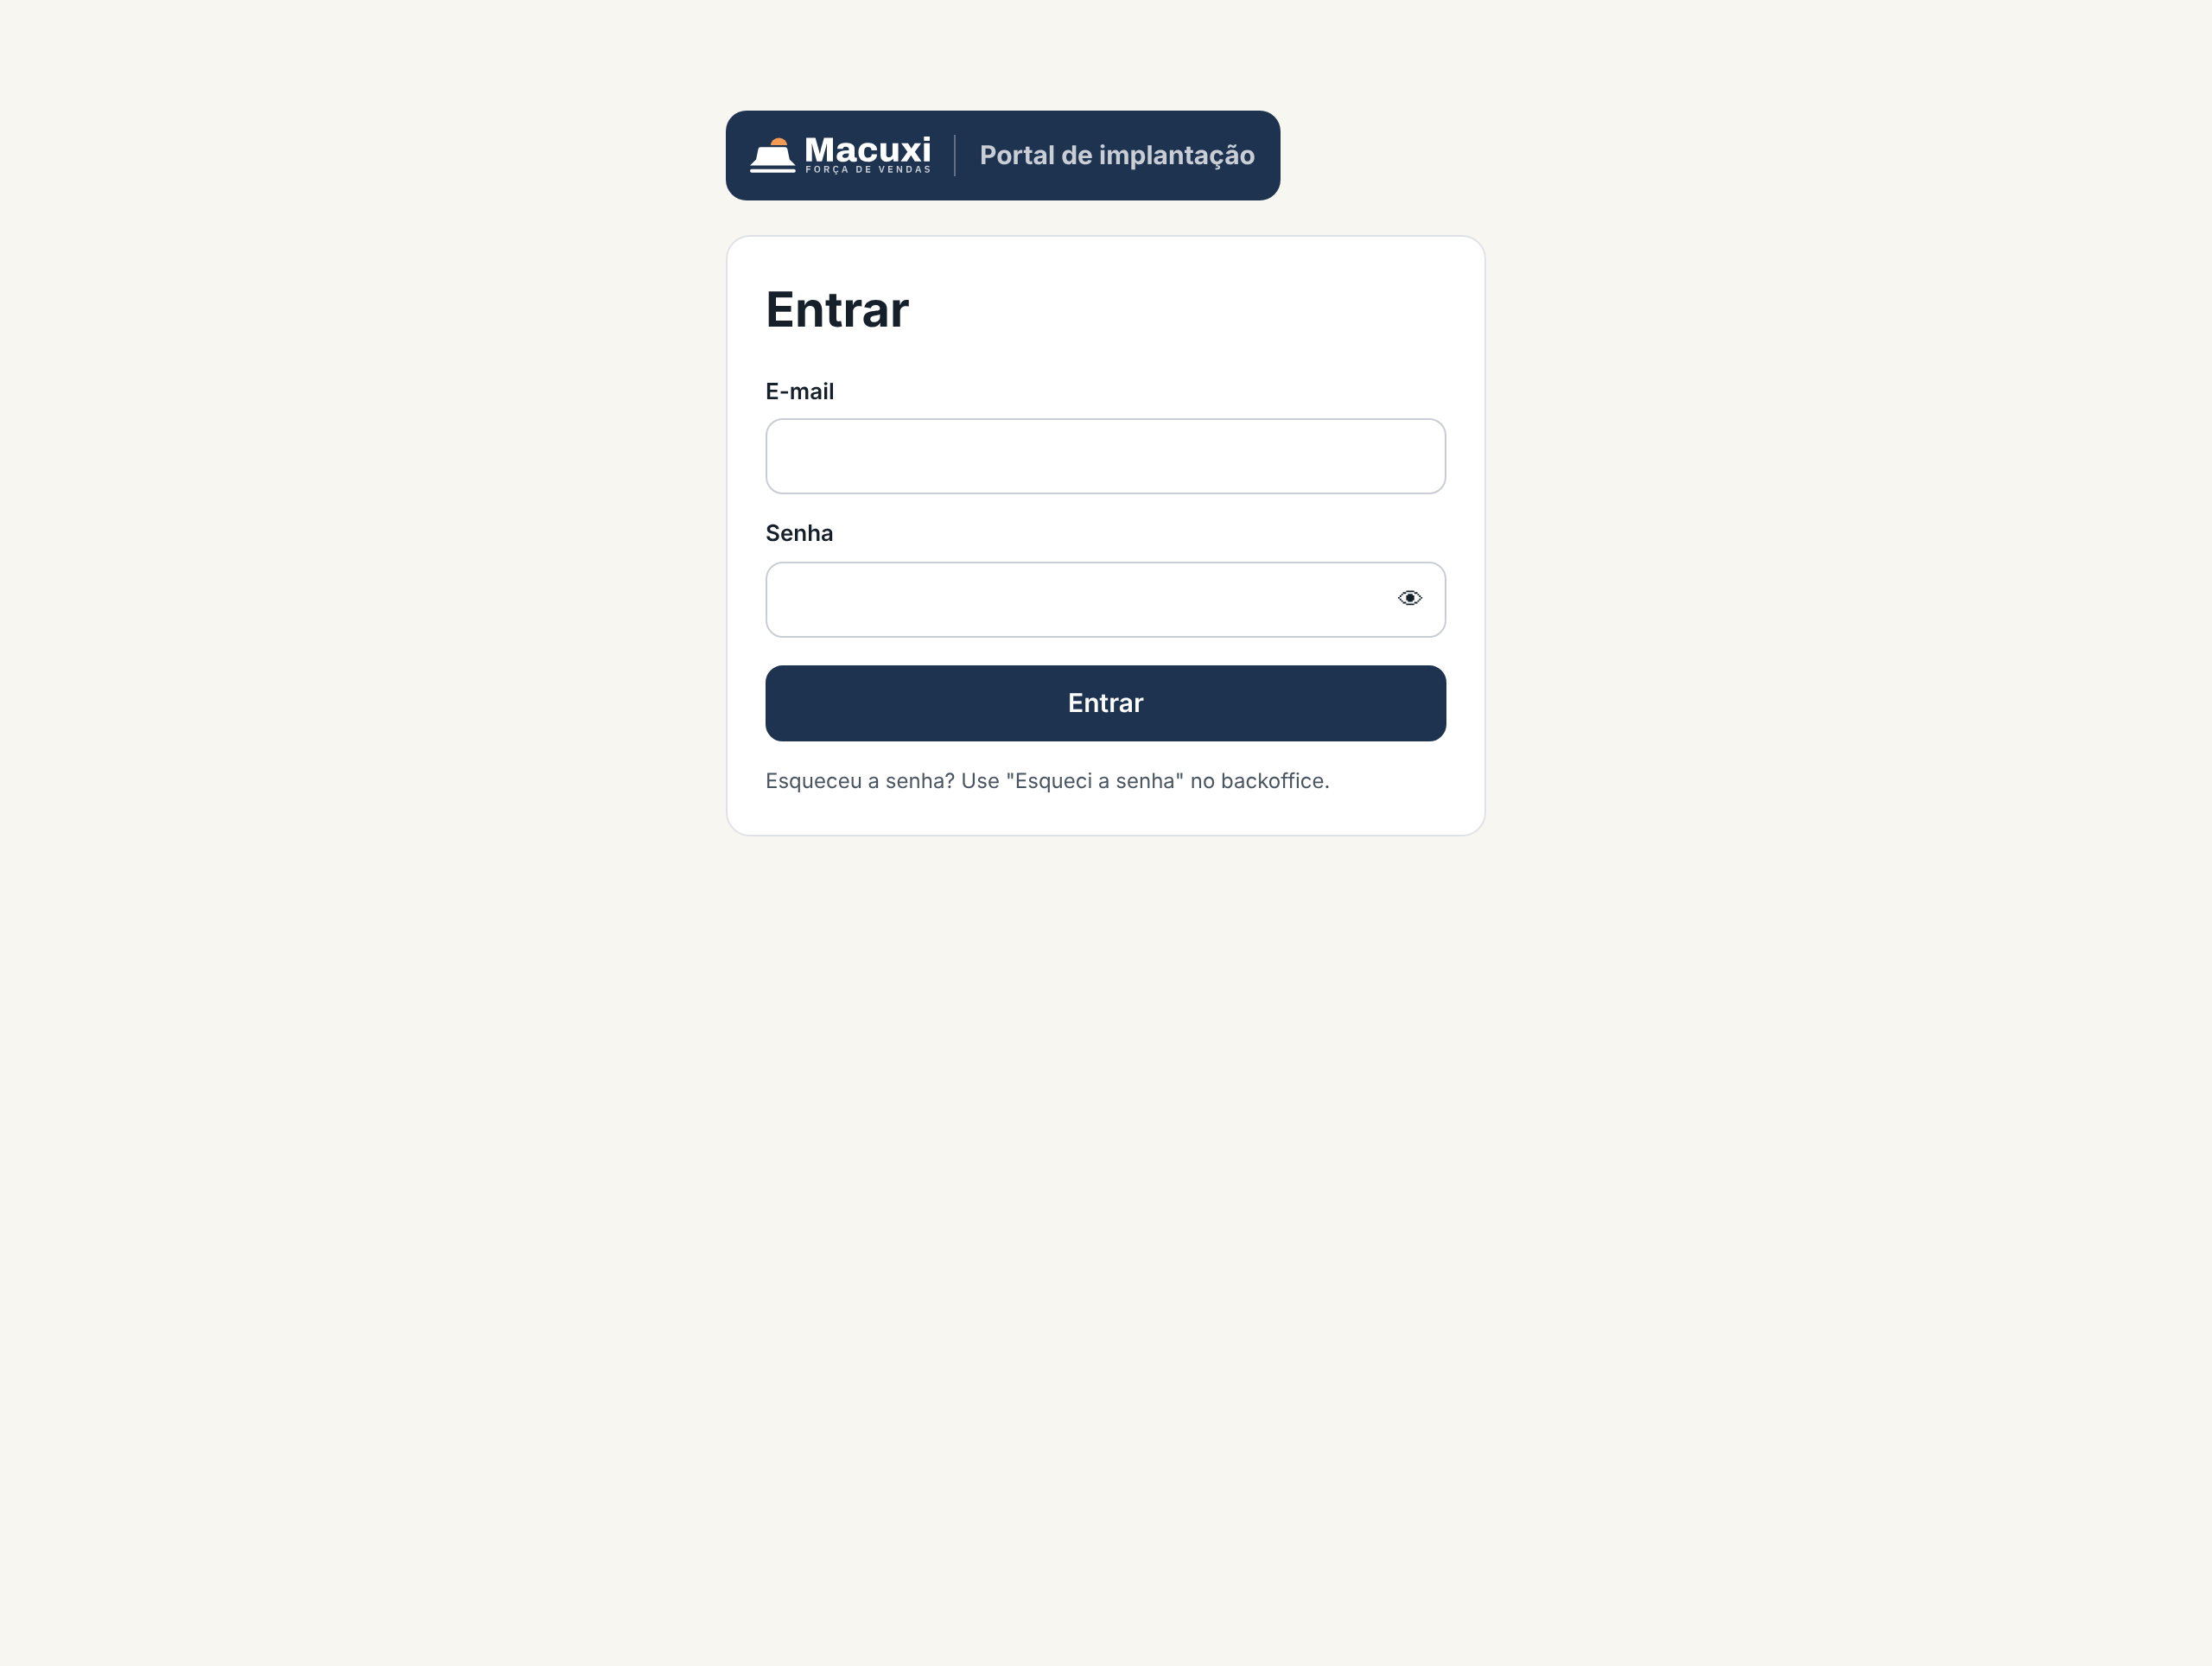 Macuxi
FORÇA DE VENDAS
Portal de implantação
Entrar
E-mail
Senha
Entrar
Esqueceu a senha? Use "Esqueci a senha" no backoffice.